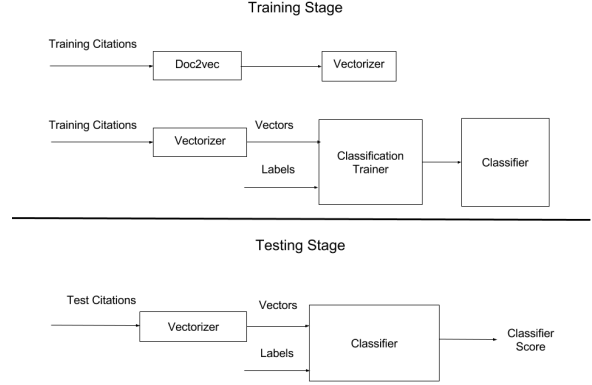 Training Stage
Training Citations
Doc2vec
Vectorizer
Training Citations
Vectorizer
Vectors
Labels
Classification
Trainer
Classifier
Testing Stage
Test Citations
Vectorizer
Vectors
Labels
Classifier
Classifier
Score